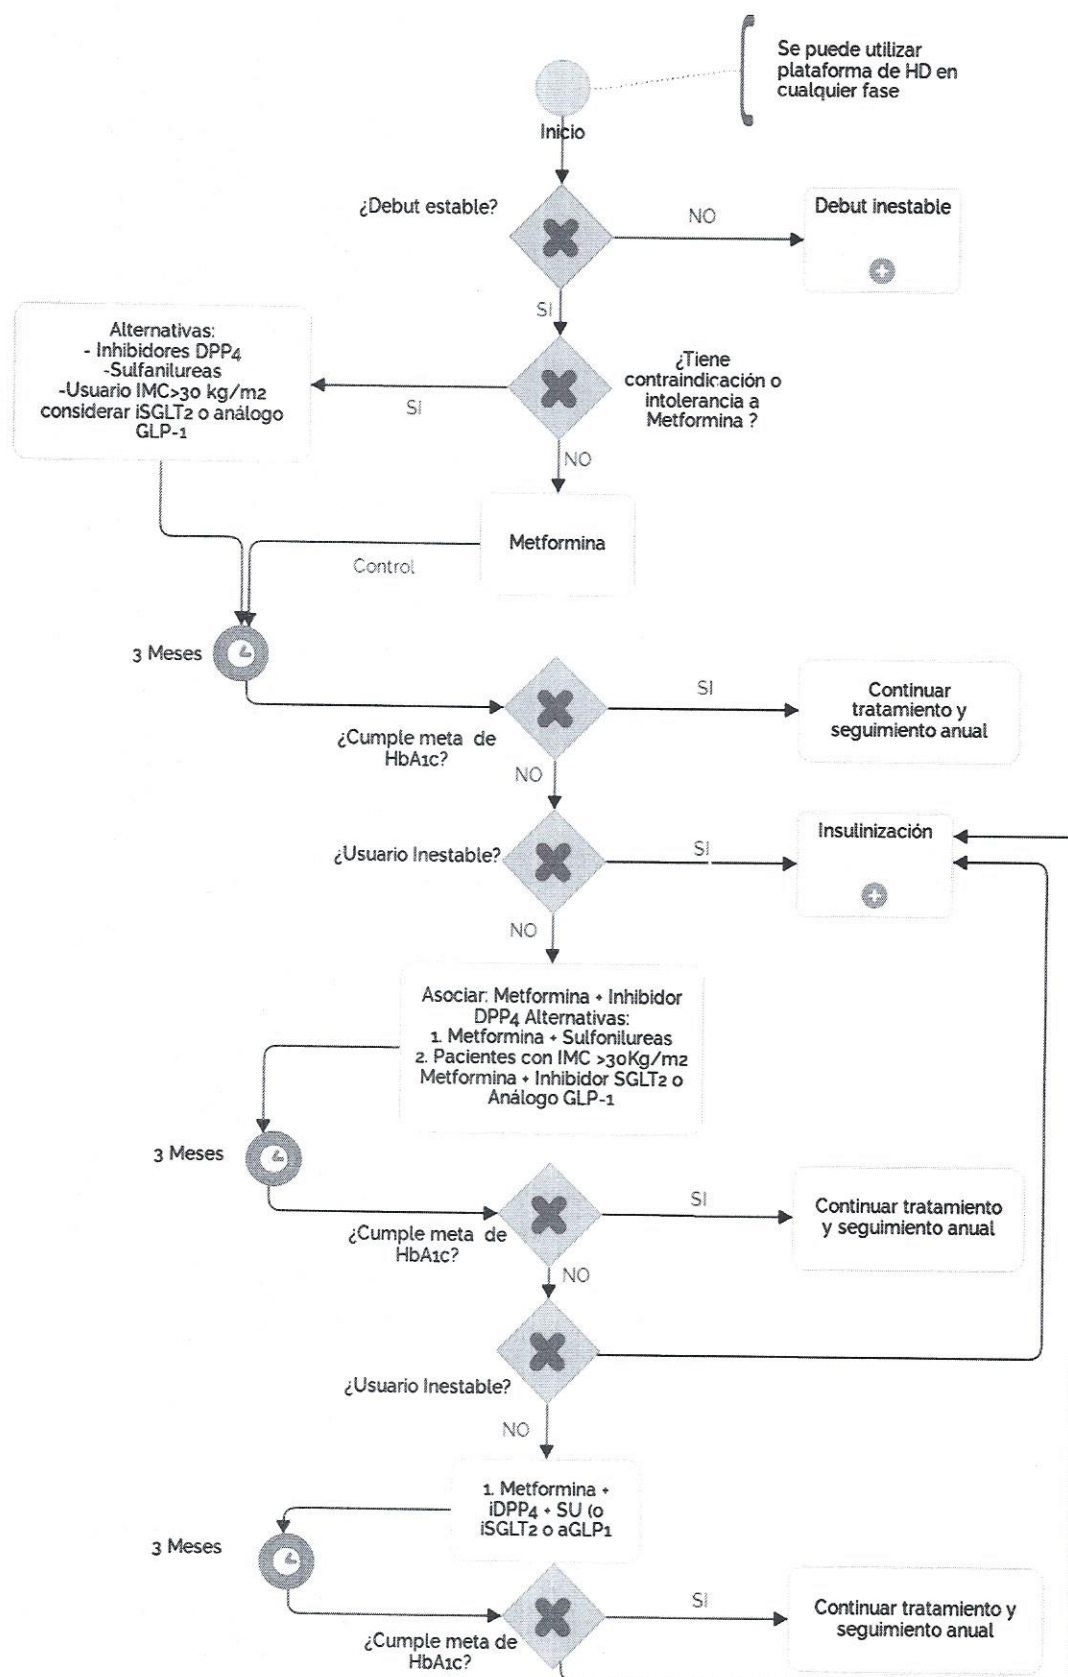 Se puede utilizar
plataforma de HD en
cualquier fase
Inicio
¿Debut estable?
NO
Debut inestable
SI
Alternativas:
- Inhibidores DPP4
-Sulfanilureas
-Usuario IMC>30 kg/m2
considerar iSGLT2 o análogo
GLP-1
SI
¿Tiene
contraindicación o
intolerancia a
Metformina ?
NO
Metformina
Control
3 Meses
¿Cumple meta de
HbA1c?
SI
Continuar
tratamiento y
seguimiento anual
NO
¿Usuario Inestable?
SI
Insulinización
NO
Asociar: Metformina + Inhibidor
DPP4 Alternativas:
1. Metformina + Sulfonilureas
2. Pacientes con IMC >30Kg/m2
Metformina + Inhibidor SGLT2 o
Análogo GLP-1
3 Meses
¿Cumple meta de
HbA1c?
SI
Continuar tratamiento
y seguimiento anual
NO
¿Usuario Inestable?
NO
1. Metformina +
iDPP4 + SU (o
iSGLT2 o aGLP1
3 Meses
¿Cumple meta de
HbA1c?
SI
Continuar tratamiento y
seguimiento anual